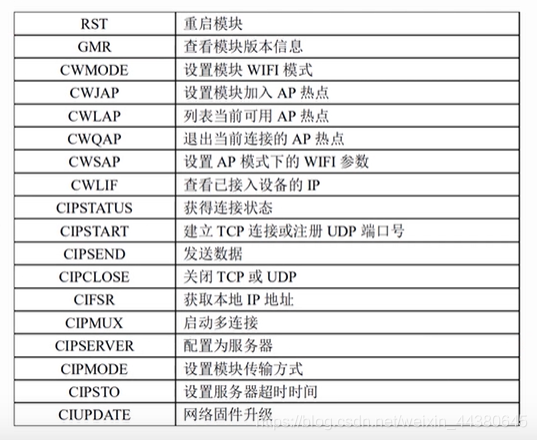 RST 重启模块
GMR 查看模块版本信息
CWMODE 设置模块 WIFI 模式
CWJAP 设置模块加入 AP 热点
CWLAP 列表当前可用 AP 热点
CWQAP 退出当前连接的 AP 热点
CWSAP 设置 AP 模式下的 WIFI 参数
CWLIF 查看已接入设备的 IP
CIPSTATUS 获得连接状态
CIPSTART 建立 TCP 连接或注册 UDP 端口号
CIPSEND 发送数据
CIPCLOSE 关闭 TCP 或 UDP
CIFSR 获取本地 IP 地址
CIPMUX 启动多连接
CIPSERVER 配置为服务器
CIPMODE 设置模块传输方式
CIPSTO 设置服务器超时时间
CIUPDATE 网络固件升级
https://blog.csdn.net/weixin_44380645